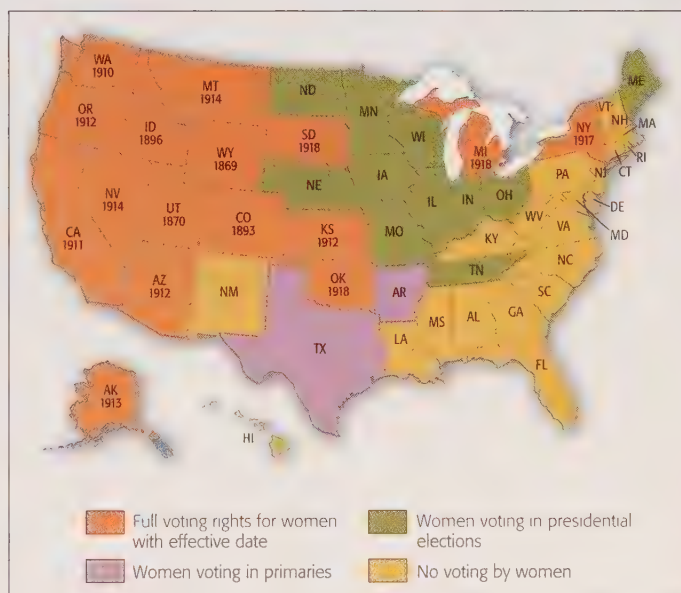 WA
1910
MT
1914
ND
ME
OR
1912
ID
1896
MN
VT
NH
MA
WI
SD
1918
NY
1917
MI
1918
RI
CT
WY
1869
PA
NJ
IA
NE
NV
1914
UT
1870
IL
IN
OH
DE
WV
VA
MD
CO
1893
KS
1912
MO
KY
CA
1911
NC
TN
AZ
1912
NM
OK
1918
AR
SC
MS
AL
GA
TX
LA
FL
AK
1913
HI
Full voting rights for women
with effective date
Women voting in primaries
Women voting in presidential
elections
No voting by women